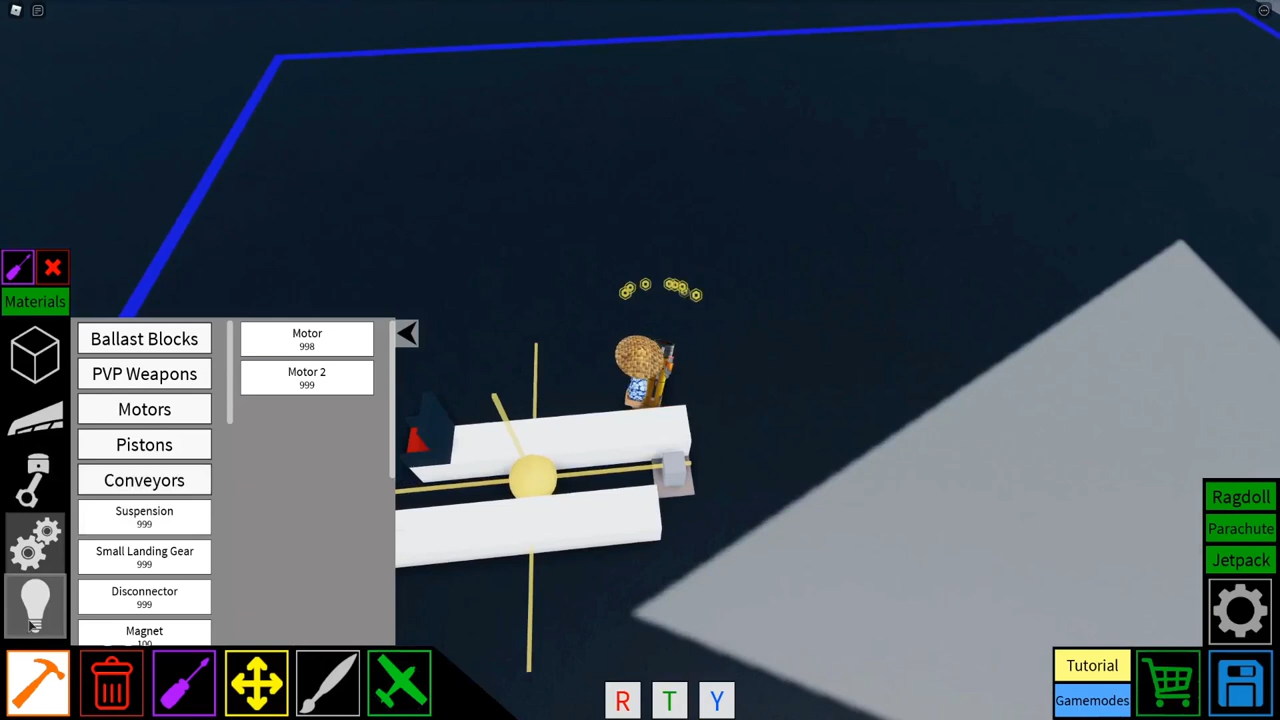 Materials
Ballast Blocks
PVP Weapons
Motors
Pistons
Conveyors
Suspension
999
Small Landing Gear
999
Disconnector
999
Magnet
100
Motor
998
Motor 2
999
Ragdoll
Parachute
Jetpack
Tutorial
Gamemodes
R T Y